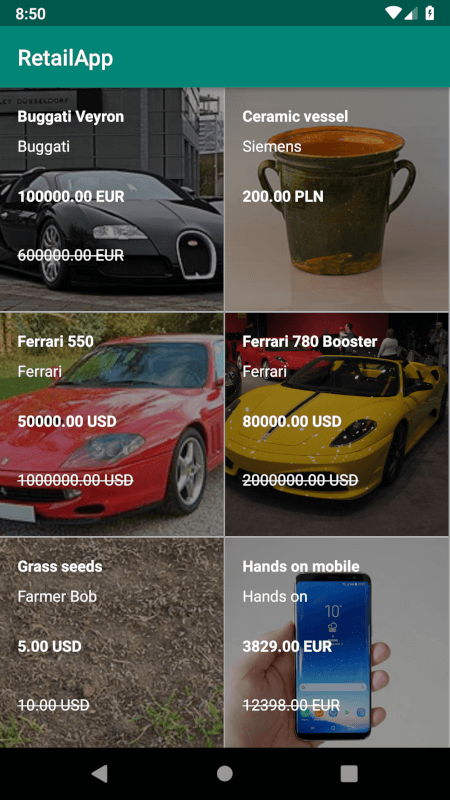 8:50
RetailApp
Buggati Veyron
Buggati
100000.00 EUR
600000.00 EUR
Ceramic vessel
Siemens
200.00 PLN
Ferrari 550
Ferrari
50000.00 USD
1000000.00 USD
Ferrari 780 Booster
Ferrari
80000.00 USD
2000000.00 USD
Grass seeds
Farmer Bob
5.00 USD
10.00 USD
Hands on mobile
Hands on
3829.00 EUR
12398.00 EUR